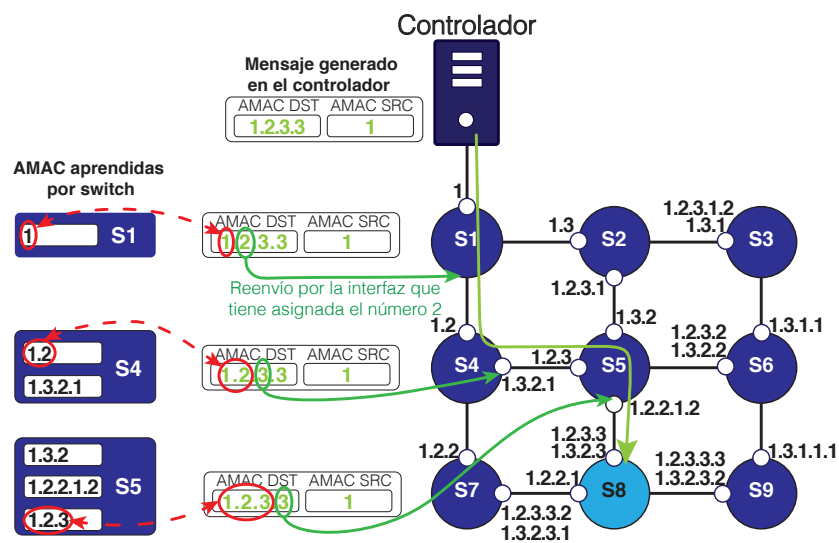 Controlador
Mensaje generado
en el controlador
AMAC DST AMAC SRC
1.2.3.3 1
AMAC aprendidas
por switch
1 S1
AMAC DST AMAC SRC
1.2.3.3 1
Reenvío por la interfaz que
tiene asignada el número 2
1.2 S4
1.3.2.1
AMAC DST AMAC SRC
1.2.3.3 1
1.3.2 S5
1.2.2.1.2
1.2.3
AMAC DST AMAC SRC
1.2.3.3 1
1
S1
1.3
S2
1.2.3.1.2
1.3.1
S3
1.2.3.1
1.2
1.3.2
1.3.1.1
S4
1.3.2.1
1.2.3
S5
1.2.3.2
1.3.2.2
S6
1.2.2.1.2
1.2.2
1.2.3.3
1.3.2.3
1.3.1.1.1
S7
1.2.3.3.2
1.3.2.3.1
1.2.2.1
S8
1.2.3.3.3
1.3.2.3.2
S9